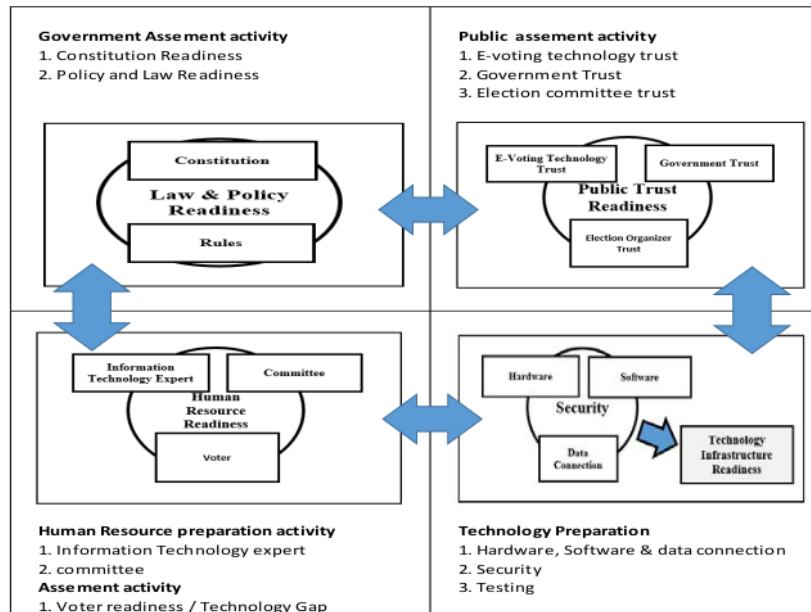 Government Assement activity
1. Constitution Readiness
2. Policy and Law Readiness
Constitution
Law & Policy
Readiness
Rules
Public assement activity
1. E-voting technology trust
2. Government Trust
3. Election committee trust
E-Voting Technology
Trust
Government Trust
Public Trust
Readiness
Election Organizer
Trust
Information
Technology Expert
Committee
Human
Resource
Readiness
Voter
Human Resource preparation activity
1. Information Technology expert
2. committee
Assement activity
1. Voter readiness / Technology Gap
Hardware
Software
Security
Data
Connection
Technology
Infrastructure
Readiness
Technology Preparation
1. Hardware, Software & data connection
2. Security
3. Testing